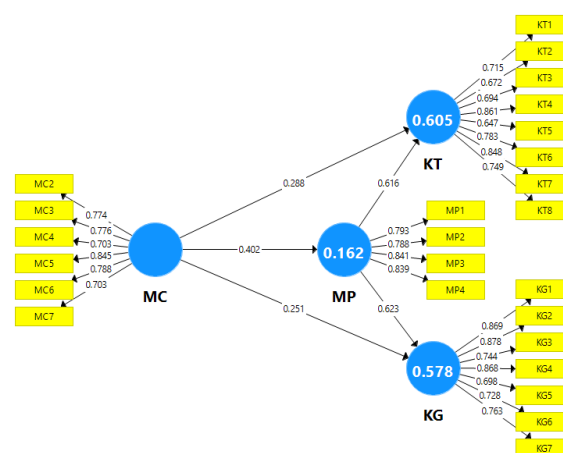 KT1
KT2
KT3
KT4
KT5
KT6
KT7
KT8
0.715
0.672
0.694
0.861
0.647
0.783
0.848
0.749
0.605
KT
MC2
MC3
MC4
MC5
MC6
MC7
0.774
0.776
0.703
0.845
0.788
0.703
MC
0.288
0.402
0.251
0.616
0.623
0.162
MP
0.793
0.788
0.841
0.839
MP1
MP2
MP3
MP4
0.578
KG
0.869
0.878
0.744
0.868
0.698
0.728
0.763
KG1
KG2
KG3
KG4
KG5
KG6
KG7